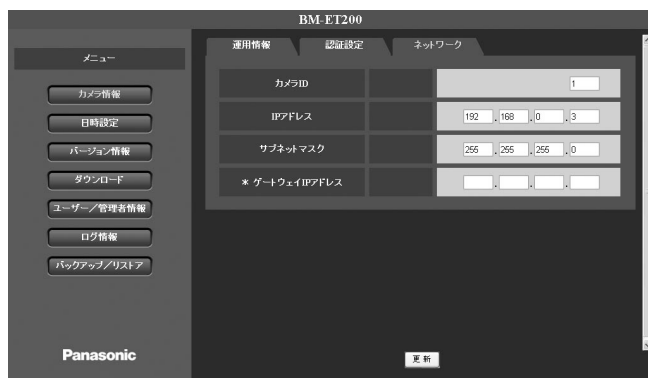 BM-ET200
メニュー
カメラ情報
日時設定
バージョン情報
ダウンロード
ユーザー／管理者情報
ログ情報
バックアップ／リストア
Panasonic
運用情報 認証設定 ネットワーク
カメラID 1
IPアドレス 192 . 168 . 0 . 3
サブネットマスク 255 . 255 . 255 . 0
* ゲートウェイIPアドレス . . .
更新